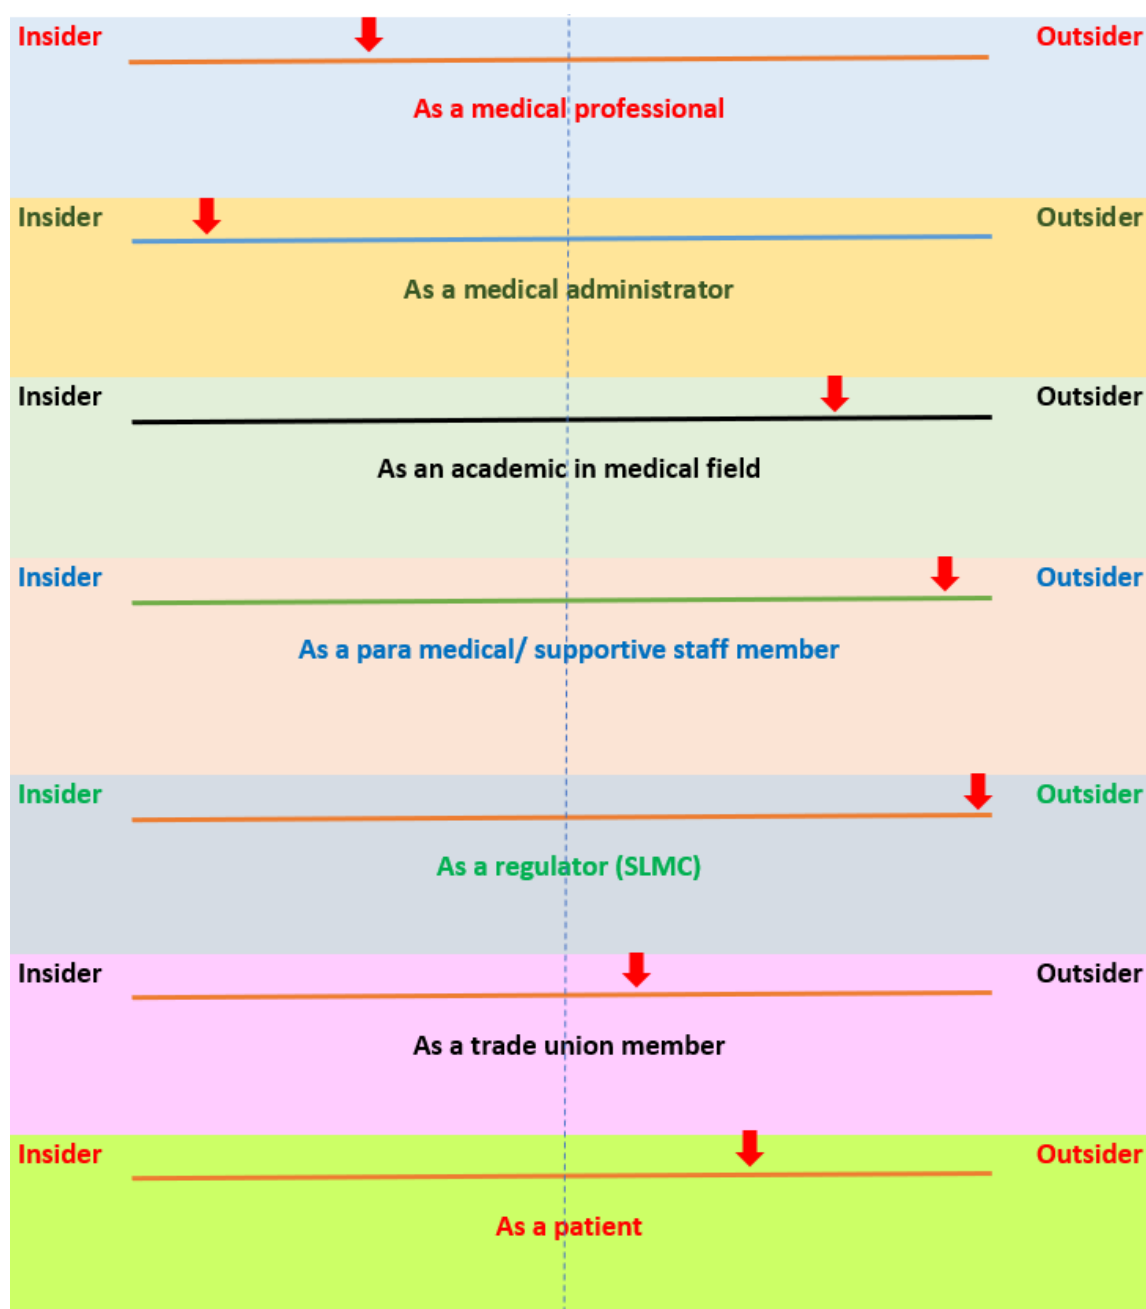 Insider Outsider
As a medical professional
Insider Outsider
As a medical administrator
Insider Outsider
As an academic in medical field
Insider Outsider
As a para medical/ supportive staff member
Insider Outsider
As a regulator (SLMC)
Insider Outsider
As a trade union member
Insider Outsider
As a patient